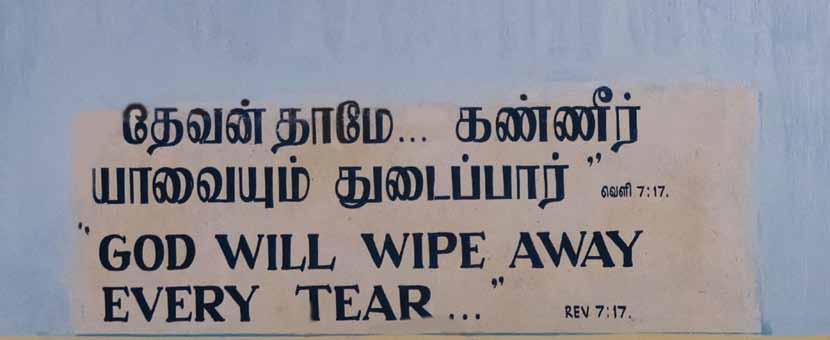 தேவன் தாமே... கண்ணீர்
யாவையும் துடைப்பார்" வெளி 7:17.
"GOD WILL WIPE AWAY
EVERY TEAR..." REV 7:17.